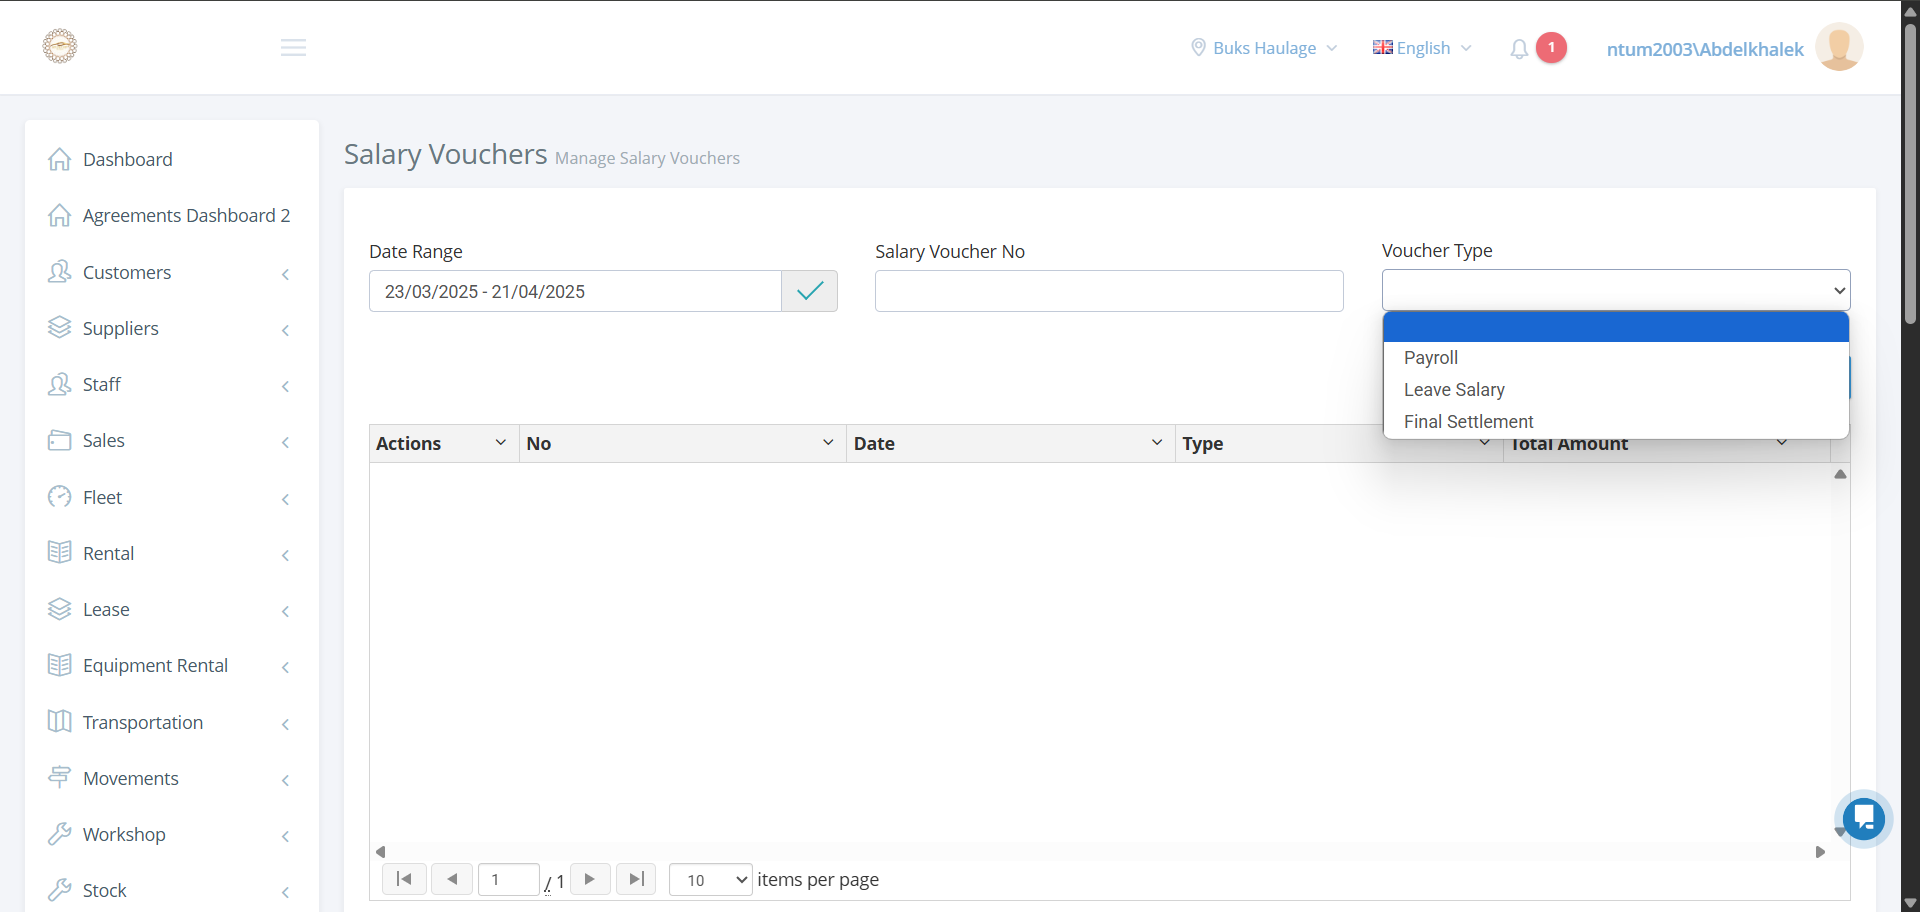 Buks Haulage
English
1
ntum2003\Abdelkhalek
Dashboard
Agreements Dashboard 2
Customers
Suppliers
Staff
Sales
Fleet
Rental
Lease
Equipment Rental
Transportation
Movements
Workshop
Stock
Salary Vouchers Manage Salary Vouchers
Date Range
23/03/2025 - 21/04/2025
Salary Voucher No
Voucher Type
Payroll
Leave Salary
Final Settlement
Actions No Date Type Total Amount
1 / 1 10 items per page